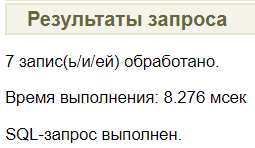 Результаты запроса
7 запис(ь/и/ей) обработано.
Время выполнения: 8.276 мсек
SQL-запрос выполнен.